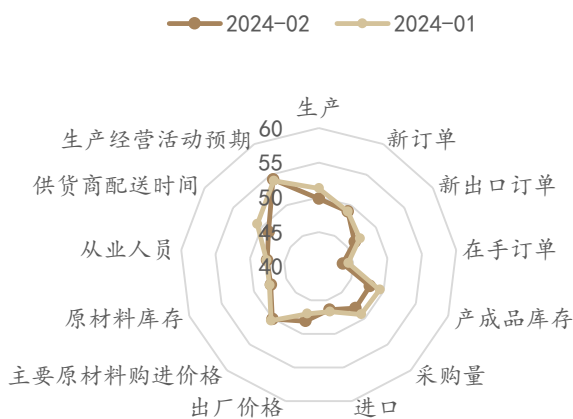 2024-02 2024-01
生产
新订单
新出口订单
在手订单
产成品库存
采购量
进口
出厂价格
主要原材料购进价格
原材料库存
从业人员
供货商配送时间
生产经营活动预期
60
55
50
45
40